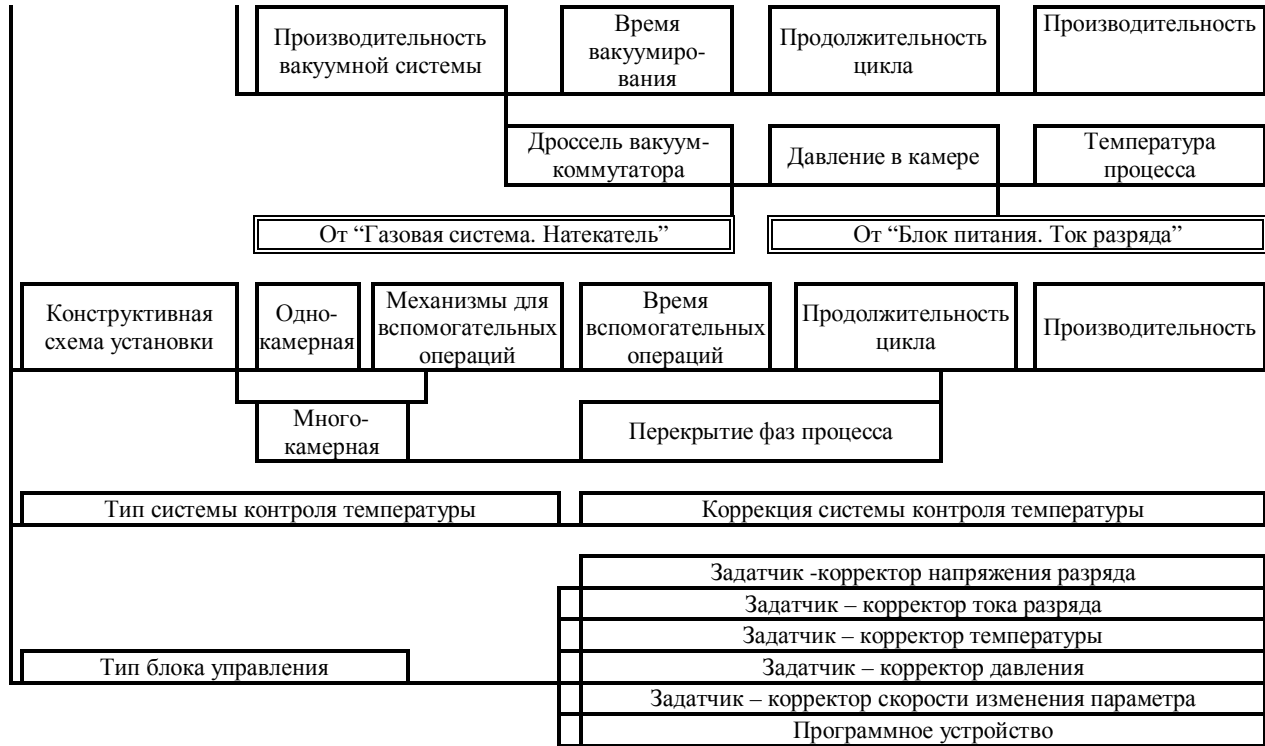 Производительность
вакуумной системы
Время
вакуумиро-
вания
Продолжительность
цикла
Производительность
Дроссель вакуум-
коммутатора
Давление в камере
Температура
процесса
От “Газовая система. Натекатель”
От “Блок питания. Ток разряда”
Конструктивная
схема установки
Одно-
камерная
Механизмы для
вспомогательных
операций
Время
вспомогательных
операций
Продолжительность
цикла
Производительность
Много-
камерная
Перекрытие фаз процесса
Тип системы контроля температуры
Коррекция системы контроля температуры
Задатчик -корректор напряжения разряда
Задатчик – корректор тока разряда
Задатчик – корректор температуры
Тип блока управления
Задатчик – корректор давления
Задатчик – корректор скорости изменения параметра
Программное устройство